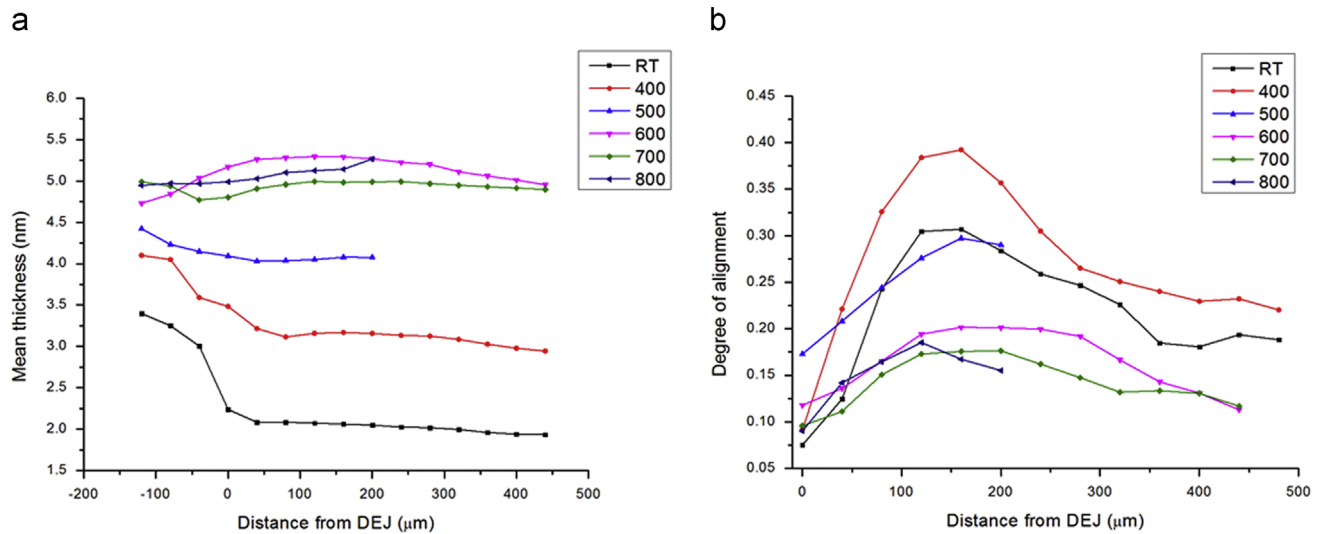 a
RT
400
500
600
700
800
6.0
5.5
5.0
4.5
4.0
3.5
3.0
2.5
2.0
1.5
Mean thickness (nm)
-200 -100 0 100 200 300 400 500
Distance from DEJ (μm)
b
RT
400
500
600
700
800
0.45
0.40
0.35
0.30
0.25
0.20
0.15
0.10
0.05
Degree of alignment
0 100 200 300 400 500
Distance from DEJ (μm)